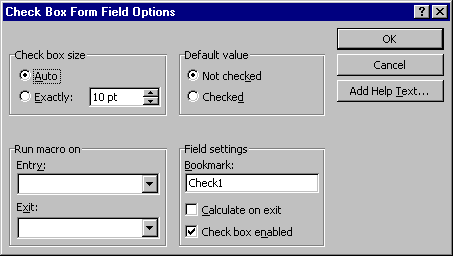 Check Box Form Field Options
OK
Cancel
Add Help Text...
Check box size
Auto
Exactly: 10 pt
Default value
Not checked
Checked
Run macro on
Entry:
Exit:
Field settings
Bookmark:
Check1
Calculate on exit
Check box enabled